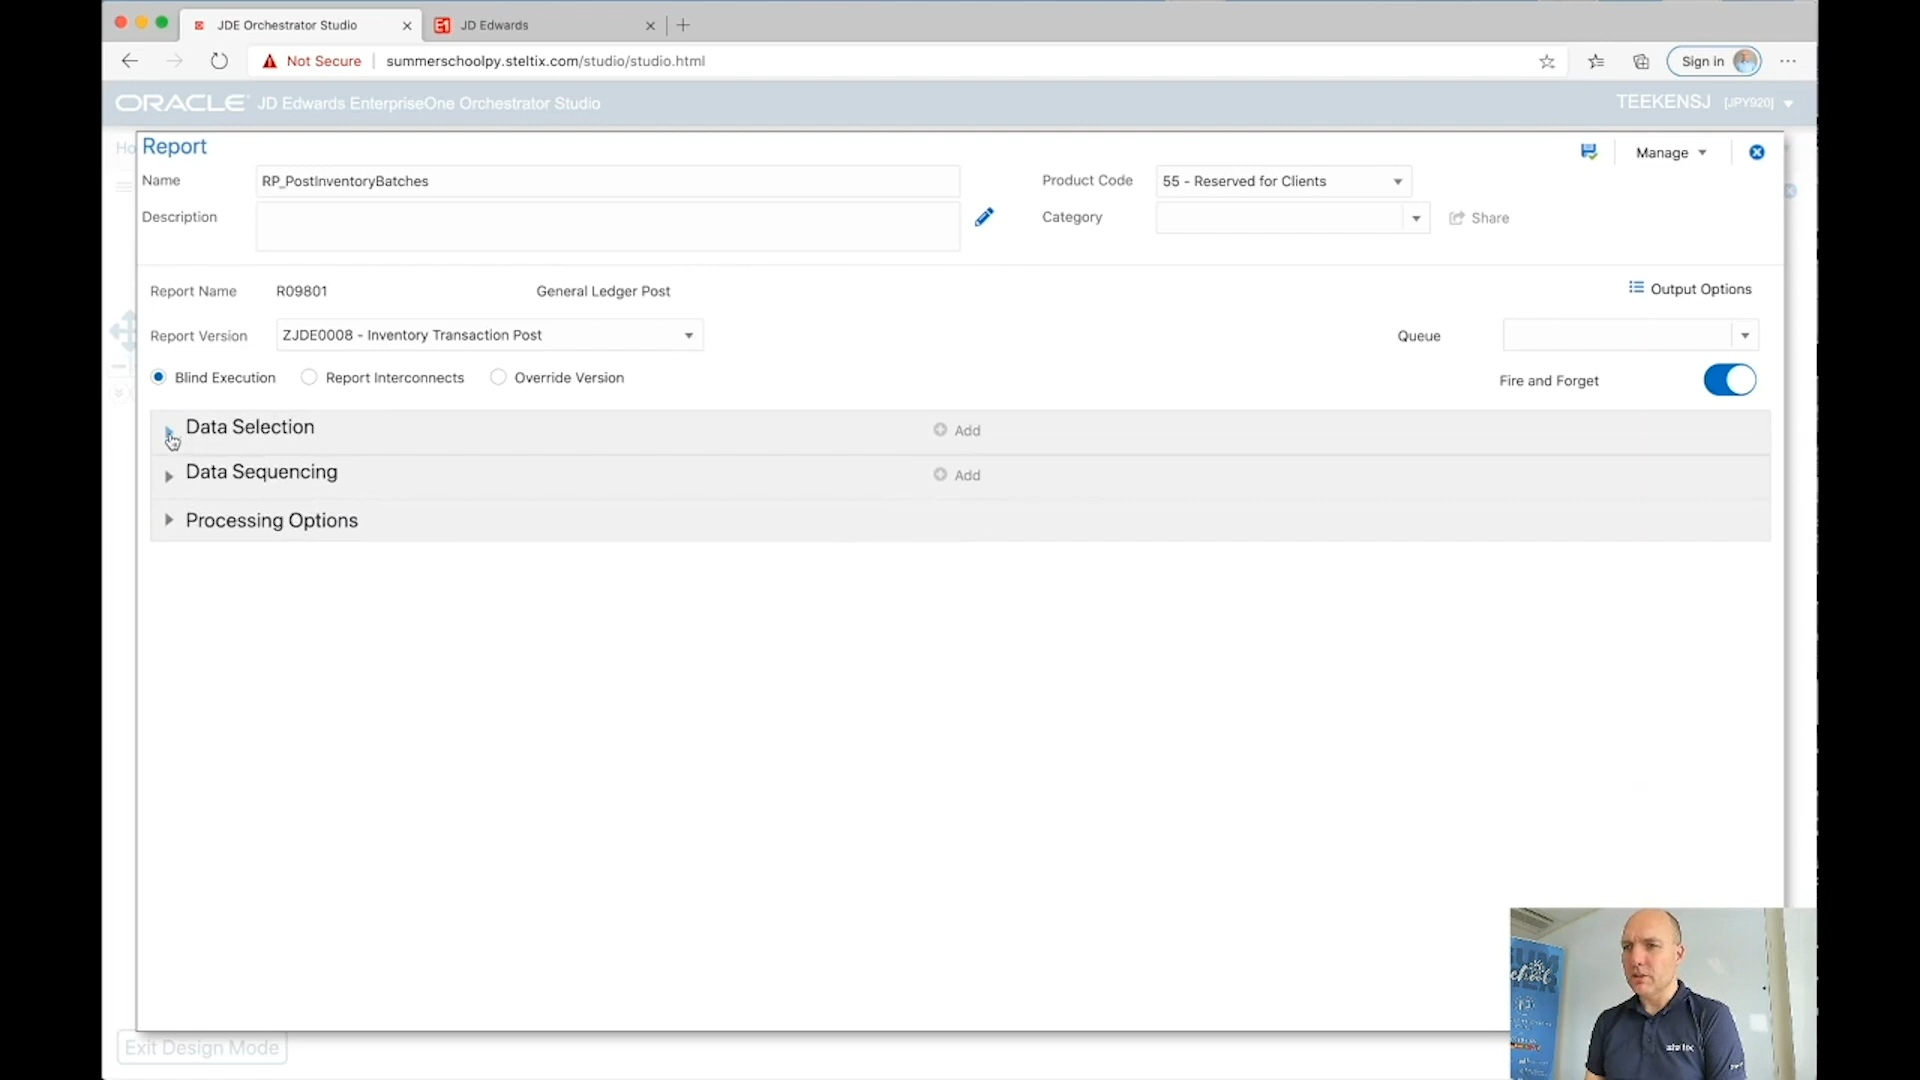 JDE Orchestrator Studio
JD Edwards
Not Secure
summerschoolpy.steltix.com/studio/studio.html
Sign in
ORACLE JD Edwards EnterpriseOne Orchestrator Studio
TEEKENSJ [JPY920]
Ho
Report
Manage
Name
RP_PostInventoryBatches
Product Code
55 - Reserved for Clients
Description
Category
Share
Report Name
R09801
General Ledger Post
Output Options
Report Version
ZJDE0008 - Inventory Transaction Post
Queue
Blind Execution
Report Interconnects
Override Version
Fire and Forget
Data Selection
Add
Data Sequencing
Add
Processing Options
Exit Design Mode